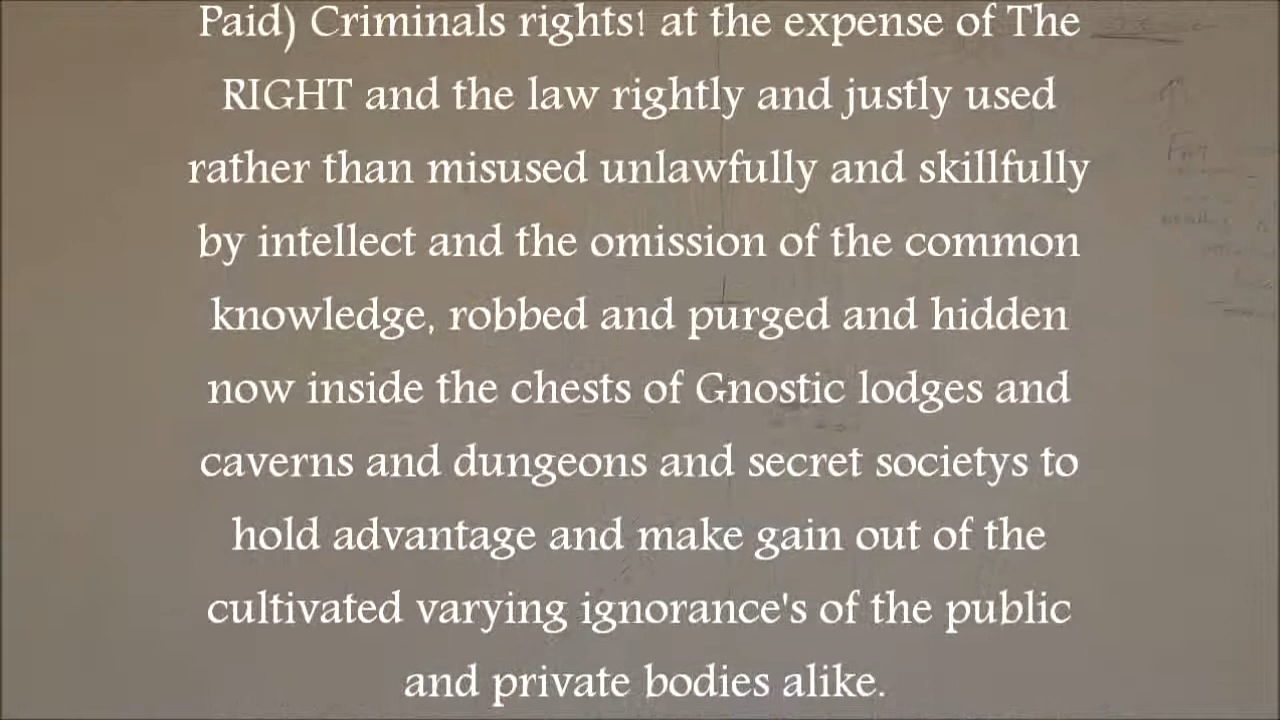 Paid) Criminals rights! at the expense of The
RIGHT and the law rightly and justly used
rather than misused unlawfully and skillfully
by intellect and the omission of the common
knowledge, robbed and purged and hidden
now inside the chests of Gnostic lodges and
caverns and dungeons and secret societys to
hold advantage and make gain out of the
cultivated varying ignorance's of the public
and private bodies alike.